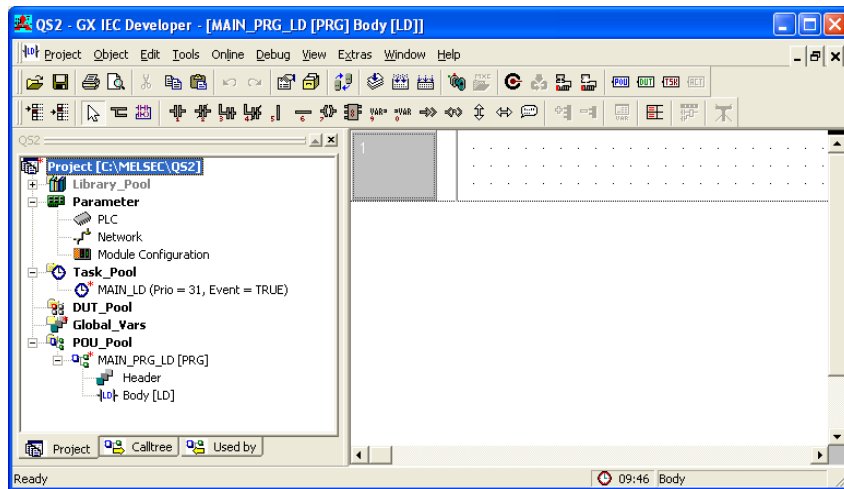 QS2 - GX IEC Developer - [MAIN_PRG_LD [PRG] Body [LD]]
Project Object Edit Tools Online Debug View Extras Window Help
QS2
1
Project [C:\MELSEC\QS2]
Library_Pool
Parameter
PLC
Network
Module Configuration
Task_Pool
MAIN_LD (Prio = 31, Event = TRUE)
DUT_Pool
Global_Vars
POU_Pool
MAIN_PRG_LD [PRG]
Header
Body [LD]
Project Calltree Used by
Ready 09:46 Body